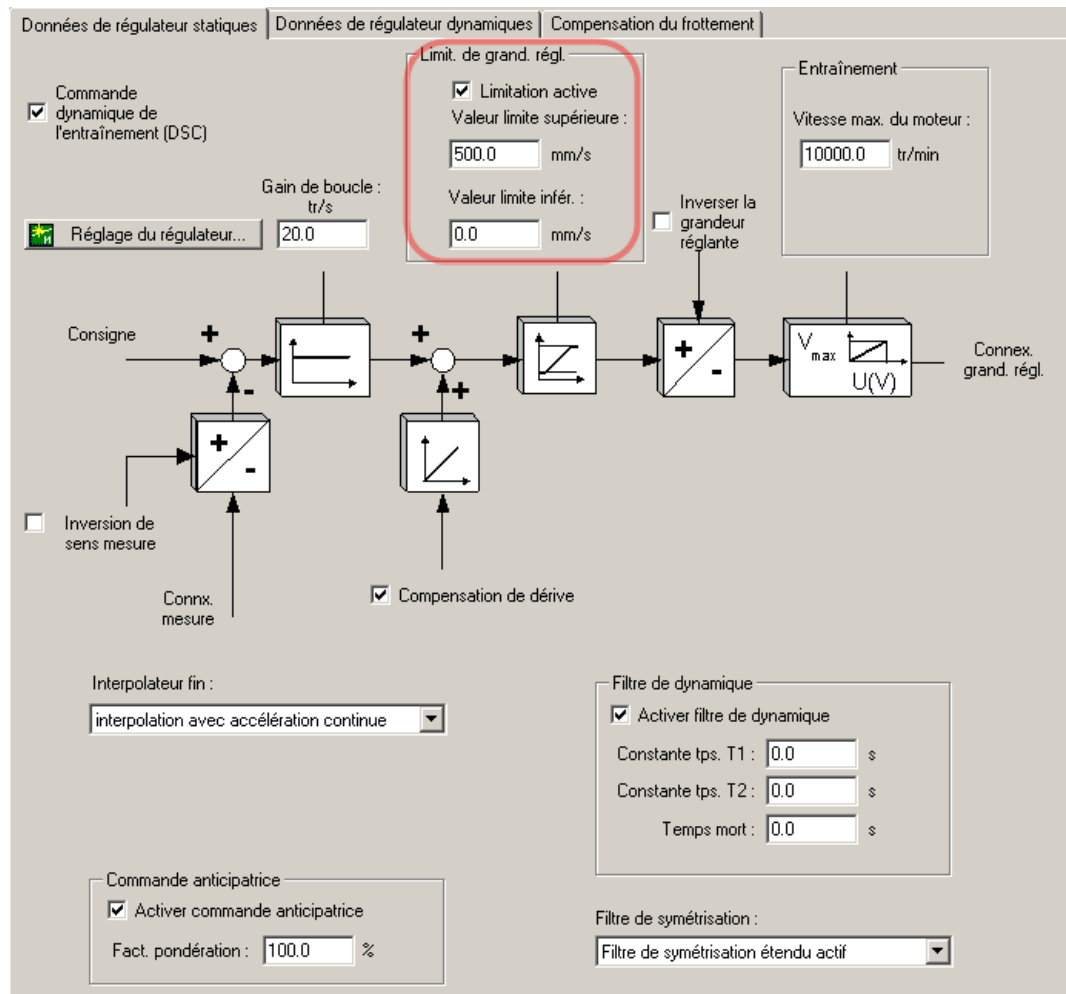 Données de régulateur statiques
Données de régulateur dynamiques
Compensation du frottement
Commande
dynamique de
l'entraînement (DSC)
Limit. de grand. régl.
Limitation active
Valeur limite supérieure :
500.0 mm/s
Valeur limite infér. :
0.0 mm/s
Entraînement
Vitesse max. du moteur :
10000.0 tr/min
Gain de boucle :
tr/s
Réglage du régulateur...
20.0
Inverser la
grandeur
réglante
Consigne
+
-
+
+
+
-
+
-
V max
U(V)
Connex.
grand. régl.
Inversion de
sens mesure
Connx.
mesure
Compensation de dérive
Interpolateur fin :
interpolation avec accélération continue
Filtre de dynamique
Activer filtre de dynamique
Constante tps. T1 : 0.0 s
Constante tps. T2 : 0.0 s
Temps mort : 0.0 s
Commande anticipatrice
Activer commande anticipatrice
Fact. pondération : 100.0 %
Filtre de symétrisation :
Filtre de symétrisation étendu actif